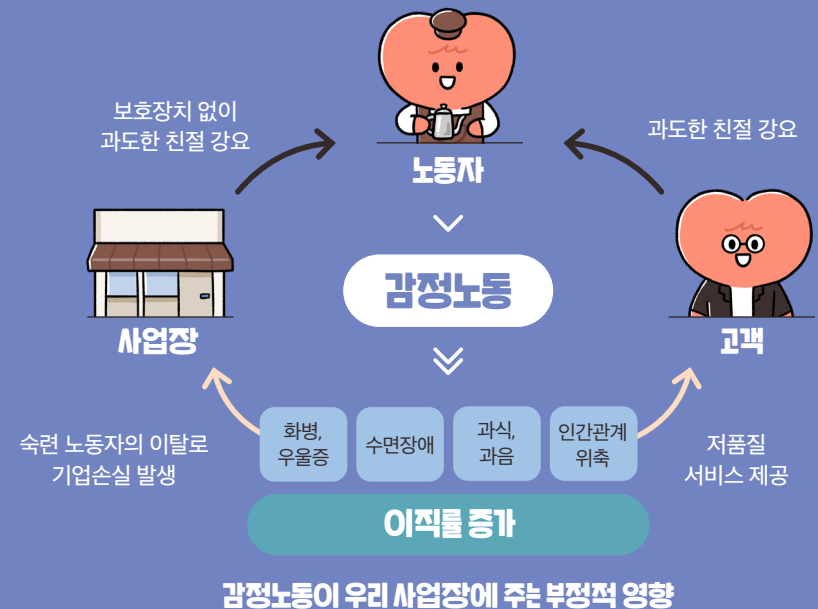 보호장치 없이
과도한 친절 강요
과도한 친절 강요
노동자
감정노동
사업장
고객
숙련 노동자의 이탈로
기업손실 발생
화병,
우울증
수면장애
과식,
과음
인간관계
위축
저품질
서비스 제공
이직률 증가
감정노동이 우리 사업장에 주는 부정적 영향